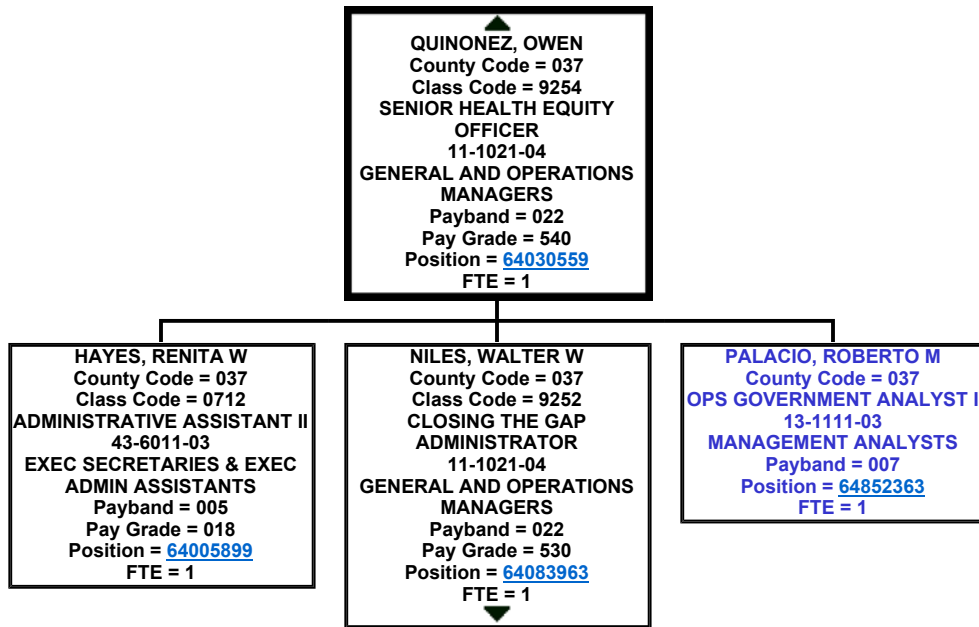 QUINONEZ, OWEN
County Code = 037
Class Code = 9254
SENIOR HEALTH EQUITY
OFFICER
11-1021-04
GENERAL AND OPERATIONS
MANAGERS
Payband = 022
Pay Grade = 540
Position = 64030559
FTE = 1
HAYES, RENITA W
County Code = 037
Class Code = 0712
ADMINISTRATIVE ASSISTANT II
43-6011-03
EXEC SECRETARIES & EXEC
ADMIN ASSISTANTS
Payband = 005
Pay Grade = 018
Position = 64005899
FTE = 1
NILES, WALTER W
County Code = 037
Class Code = 9252
CLOSING THE GAP
ADMINISTRATOR
11-1021-04
GENERAL AND OPERATIONS
MANAGERS
Payband = 022
Pay Grade = 530
Position = 64083963
FTE = 1
PALACIO, ROBERTO M
County Code = 037
OPS GOVERNMENT ANALYST I
13-1111-03
MANAGEMENT ANALYSTS
Payband = 007
Position = 64852363
FTE = 1